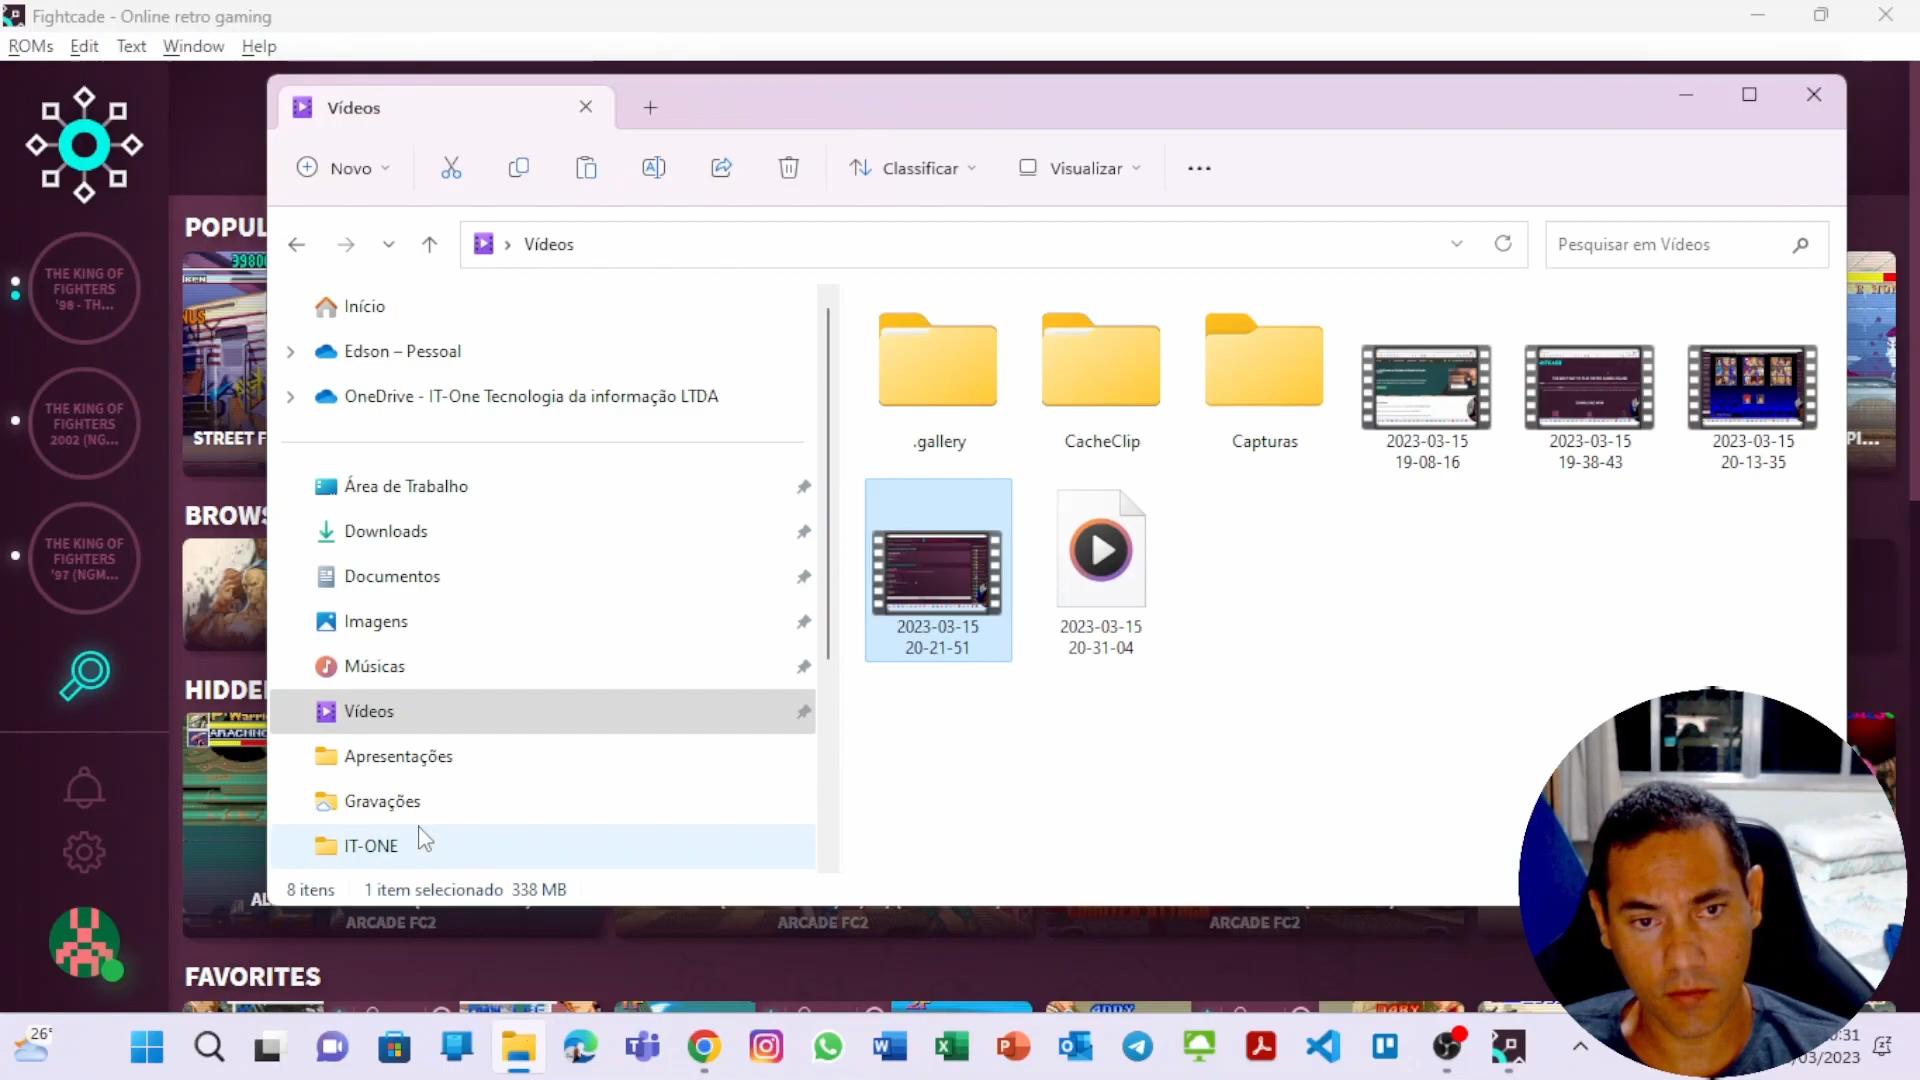 Fightcade - Online retro gaming
ROMs Edit Text Window Help
Vídeos
Novo
Classificar
Visualizar
Vídeos
Pesquisar em Vídeos
THE KING OF
FIGHTERS
'98 - TH...
THE KING OF
FIGHTERS
2002 (NG...
THE KING OF
FIGHTERS
'97 (NGM...
POPUL
39800
STREET F
BROWS
HIDDE
Início
Edson – Pessoal
OneDrive - IT-One Tecnologia da informação LTDA
Área de Trabalho
Downloads
Documentos
Imagens
Músicas
Vídeos
Apresentações
Gravações
IT-ONE
.gallery
CacheClip
Capturas
2023-03-15
19-08-16
2023-03-15
19-38-43
2023-03-15
20-13-35
2023-03-15
20-21-51
2023-03-15
20-31-04
8 itens 1 item selecionado 338 MB
ARCADE FC2
ARCADE FC2
ARCADE FC2
FAVORITES
26°
:31
/03/2023